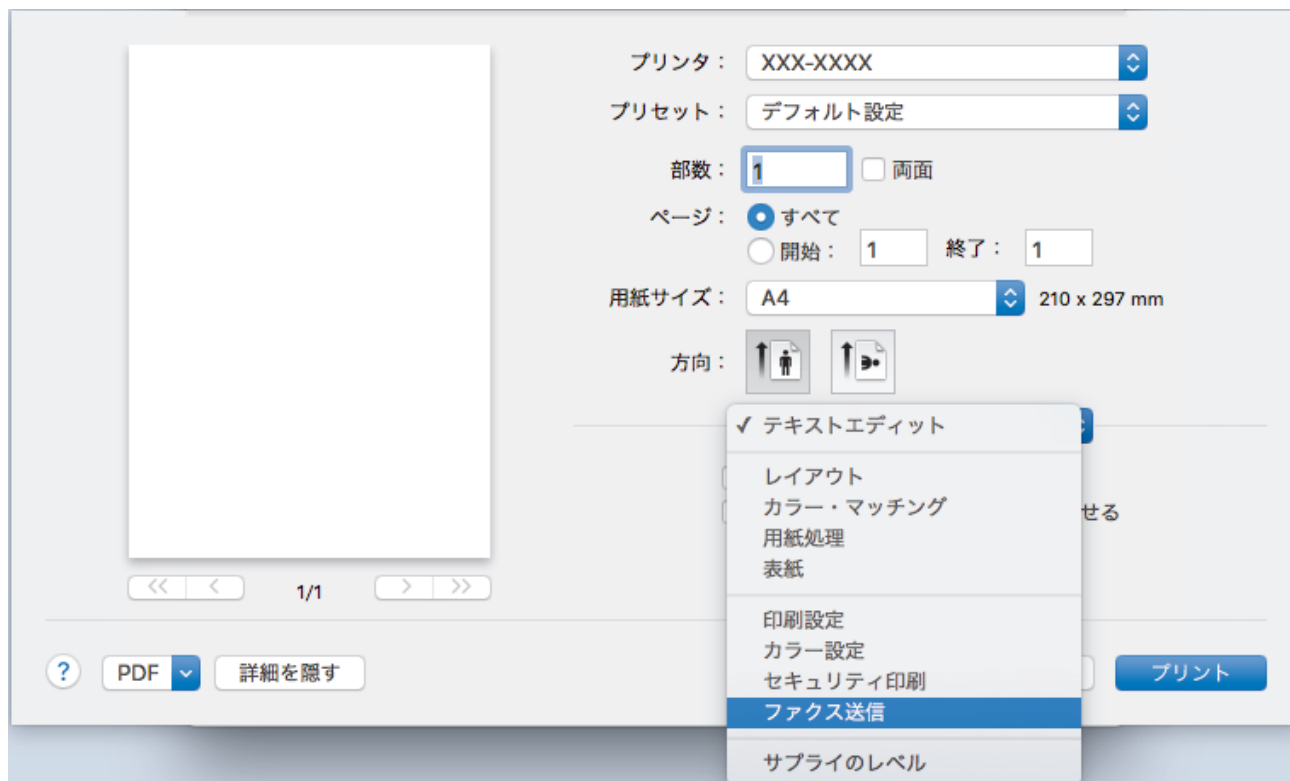 プリンタ： XXX-XXXX
プリセット： デフォルト設定
部数： 1 両面
ページ： すべて
開始： 1 終了： 1
用紙サイズ： A4 210 x 297 mm
方向：
✓ テキストエディット
レイアウト
カラー・マッチング
せる
用紙処理
表紙
1/1
印刷設定
カラー設定
セキュリティ印刷
ファクス送信
サプライのレベル
? PDF 詳細を隠す プリント